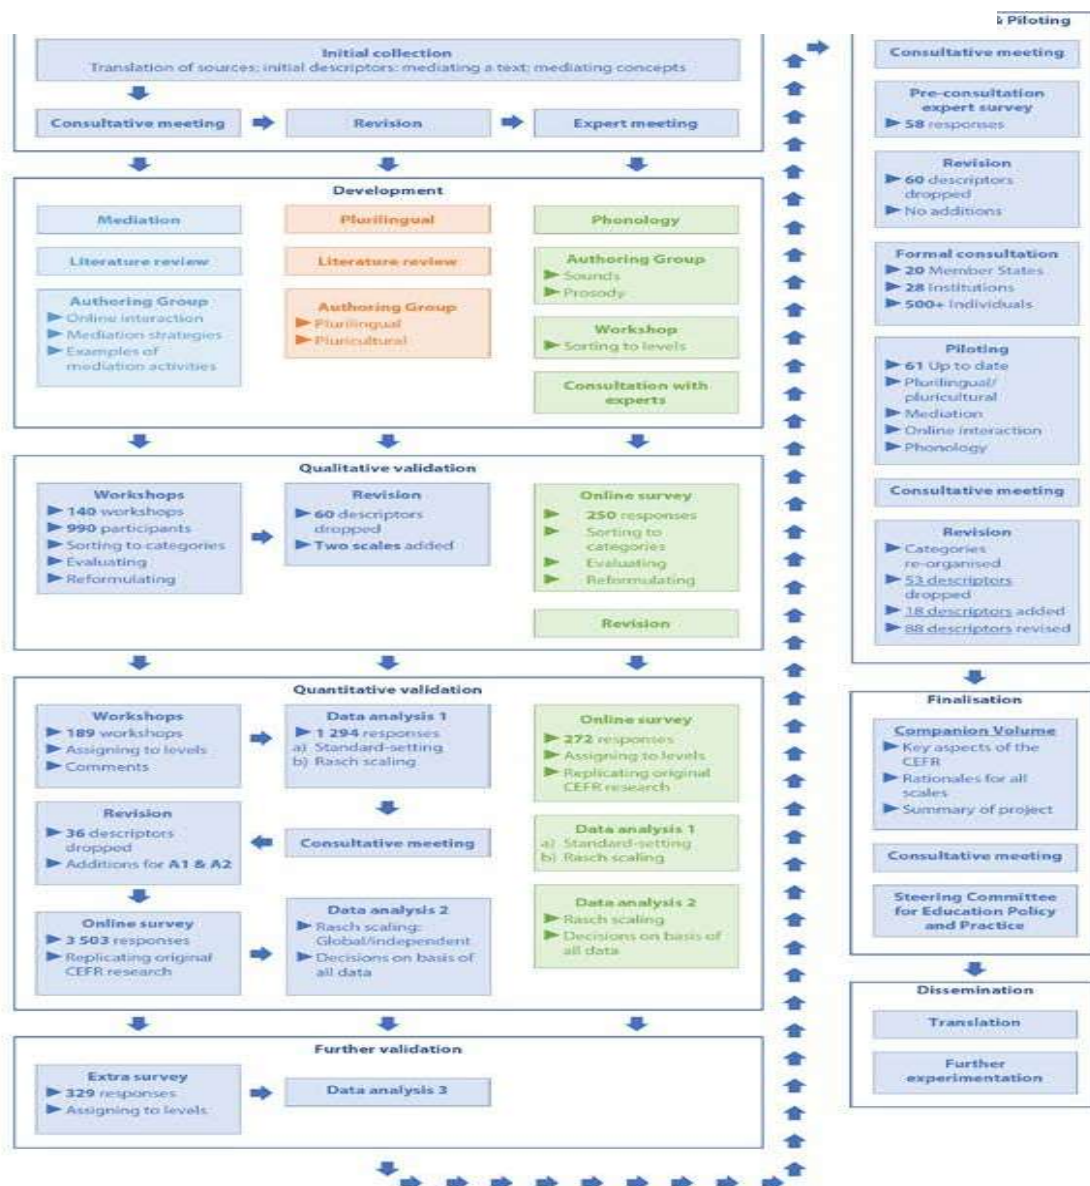 Initial collection
Translation of sources; initial descriptors: mediating a text; mediating concepts
Consultative meeting
Revision
Expert meeting
Development
Mediation
Literature review
Authoring Group
Online interaction
Mediation strategies
Examples of
mediation activities
Plurilingual
Literature review
Authoring Group
Plurilingual
Pluricultural
Phonology
Authoring Group
Sounds
Prosody
Workshop
Sorting to levels
Consultation with
experts
Qualitative validation
Workshops
140 workshops
990 participants
Sorting to categories
Evaluating
Reformulating
Revision
60 descriptors
dropped
Two scales added
Online survey
250 responses
Sorting to
categories
Evaluating
Reformulating
Revision
Quantitative validation
Workshops
189 workshops
Assigning to levels
Comments
Data analysis 1
1 294 responses
a) Standard-setting
b) Rasch scaling
Revision
36 descriptors
dropped
Additions for A1 & A2
Consultative meeting
Online survey
3 503 responses
Replicating original
CEFR research
Data analysis 2
Rasch scaling:
Global/independent
Decisions on basis of
all data
Online survey
272 responses
Assigning to levels
Replicating original
CEFR research
Data analysis 1
a) Standard-setting
b) Rasch scaling
Data analysis 2
Rasch scaling
Decisions on basis of
all data
Further validation
Extra survey
329 responses
Assigning to levels
Data analysis 3
& Piloting
Consultative meeting
Pre-consultation
expert survey
58 responses
Revision
60 descriptors
dropped
No additions
Formal consultation
20 Member States
28 Institutions
500+ Individuals
Piloting
61 Up to date
Plurilingual/
pluricultural
Mediation
Online interaction
Phonology
Consultative meeting
Revision
Categories
re-organised
53 descriptors
dropped
18 descriptors added
88 descriptors revised
Finalisation
Companion Volume
Key aspects of the
CEFR
Rationales for all
scales
Summary of project
Consultative meeting
Steering Committee
for Education Policy
and Practice
Dissemination
Translation
Further
experimentation